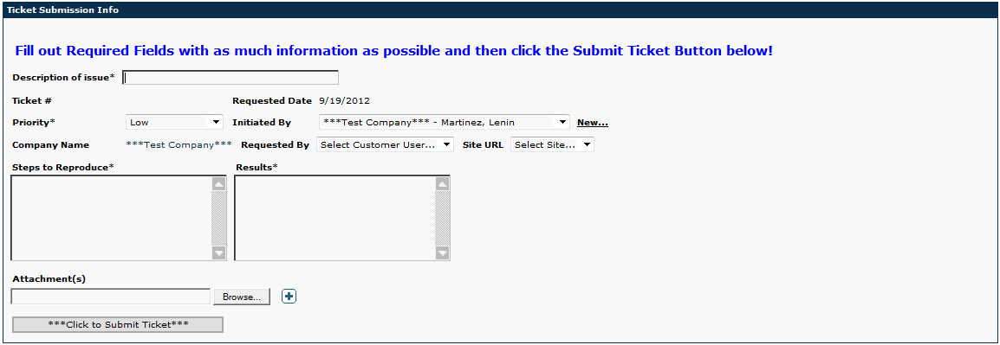 Ticket Submission Info
Fill out Required Fields with as much information as possible and then click the Submit Ticket Button below!
Description of issue*
Ticket # Requested Date 9/19/2012
Priority* Low Initiated By ***Test Company*** - Martinez, Lenin New...
Company Name ***Test Company*** Requested By Select Customer User... Site URL Select Site...
Steps to Reproduce* Results*
Attachment(s)
Browse...
***Click to Submit Ticket***